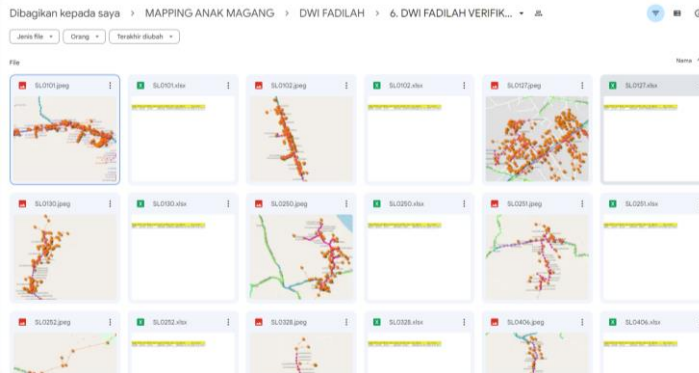 Dibagikan kepada saya > MAPPING ANAK MAGANG > DWI FADILAH > 6. DWI FADILAH VERIFIK...
Jenis file Orang Terakhir diubah
File Nama
SL0101.jpeg SL0101.xlsx SL0102.jpeg SL0102.xlsx SL0127.jpeg SL0127.xlsx
SL0130.jpeg SL0130.xlsx SL0250.jpeg SL0250.xlsx SL0251.jpeg SL0251.xlsx
SL0252.jpeg SL0252.xlsx SL0328.jpeg SL0328.xlsx SL0406.jpeg SL0406.xlsx